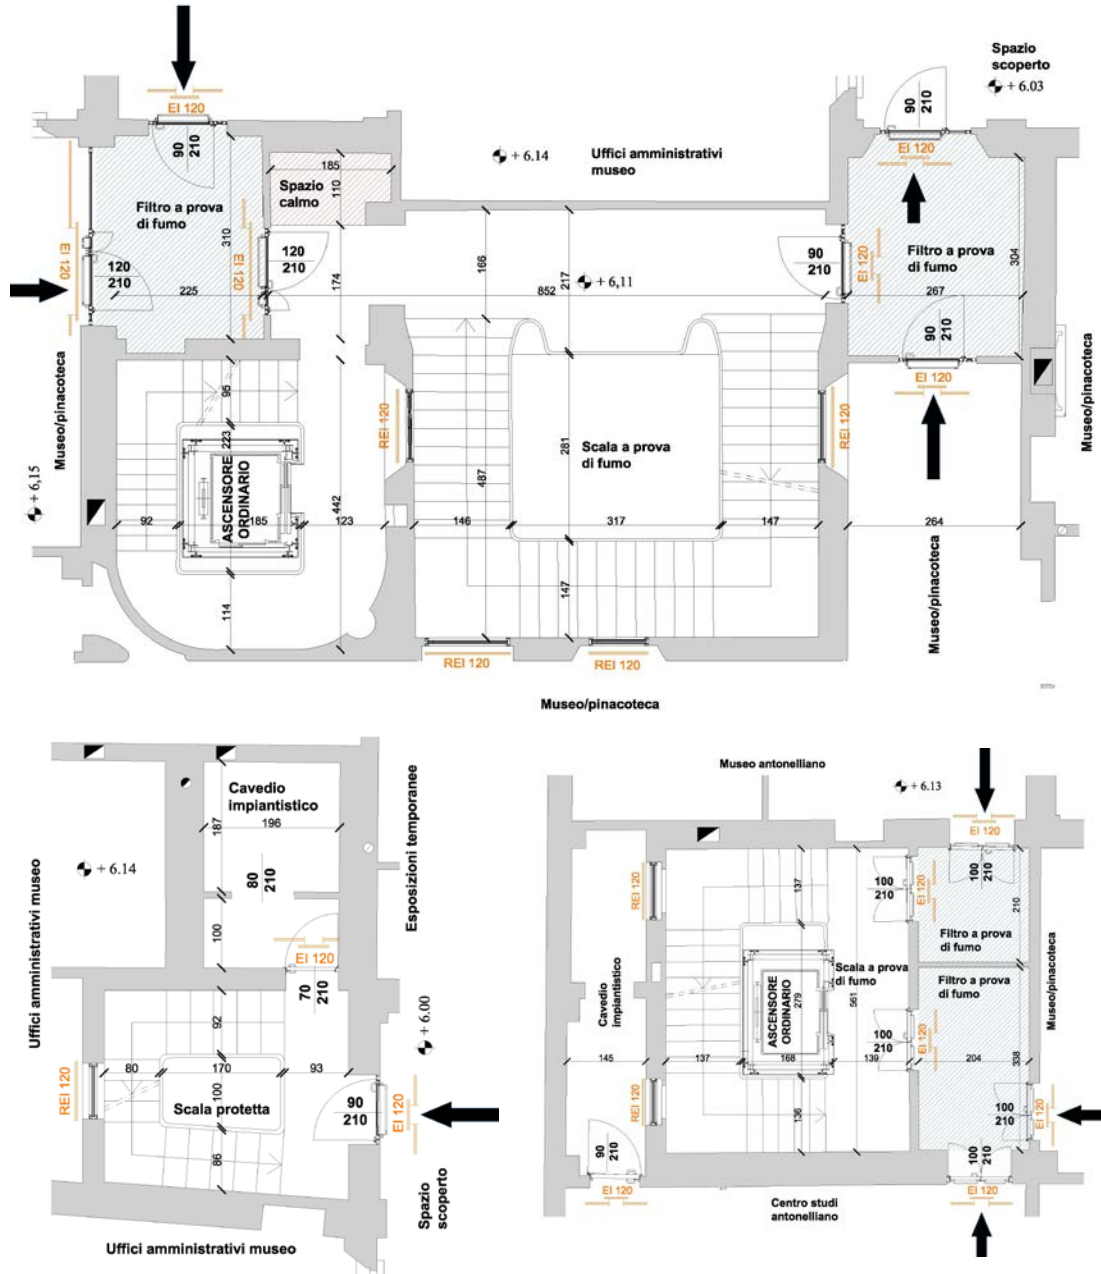 EI 120
90
210
Filtro a prova
di fumo
310
EI 120
120
210
225
EI 120
185
110
Spazio
calmo
120
210
174
+ 6.14
Uffici amministrativi
museo
166
217
+ 6,11
852
90
210
EI 120
Spazio
scoperto
+ 6.03
90
210
EI 120
Filtro a prova
di fumo
304
267
90
210
EI 120
Museo/pinacoteca
Museo/pinacoteca
+ 6,15
95
223
ASCENSORE
ORDINARIO
92
185
123
442
114
REI 120
487
281
Scala a prova
di fumo
146
317
147
147
REI 120
264
Museo/pinacoteca
REI 120
REI 120
Museo/pinacoteca
Cavedio
impiantistico
187
196
80
210
+ 6.14
Esposizioni temporanee
Uffici amministrativi museo
100
EI 120
70
210
92
+ 6.00
REI 120
80
170
93
100
Scala protetta
90
210
EI 120
86
Spazio
scoperto
Uffici amministrativi museo
Museo antonelliano
+ 6.13
EI 120
100
210
137
REI 120
100
210
EI 120
210
Filtro a prova
di fumo
Scala a prova
di fumo
Filtro a prova
di fumo
Cavedio
impiantistico
ASCENSORE
ORDINARIO
279
561
Museo/pinacoteca
100
210
EI 120
145
137
168
139
204
338
REI 120
136
100
210
EI 120
90
210
EI 120
100
210
EI 120
Centro studi
antonelliano